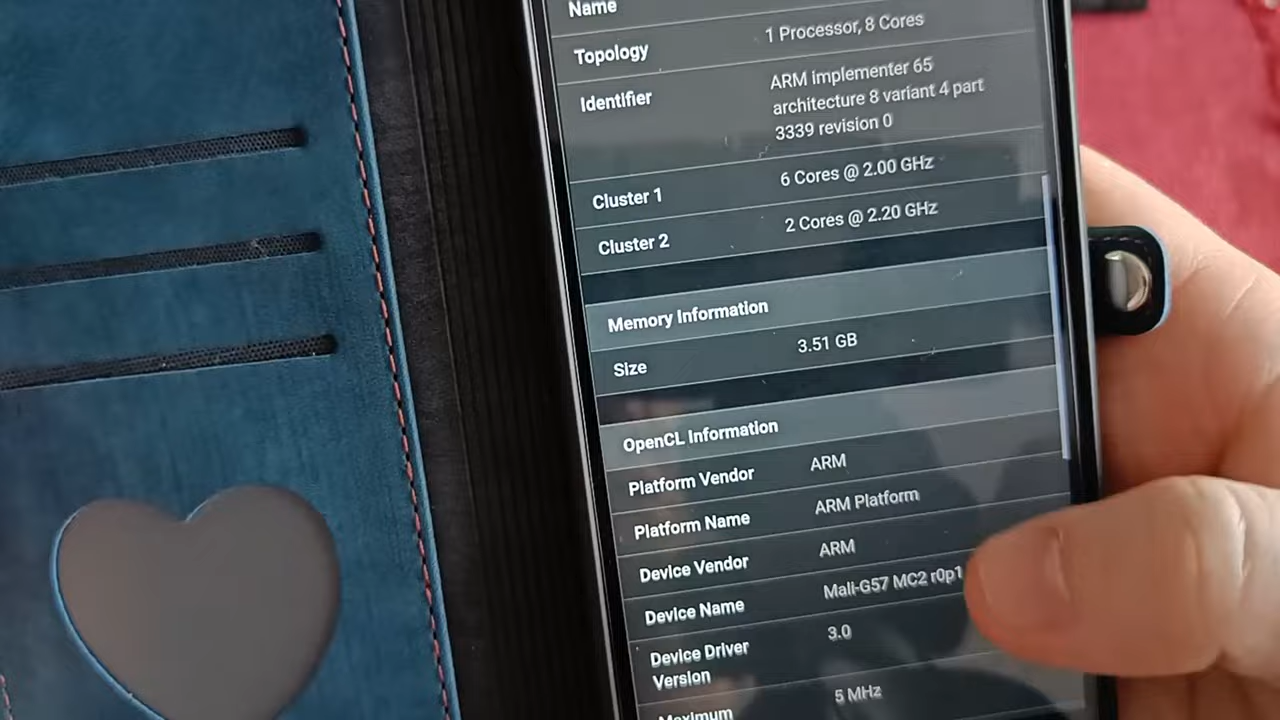 Name
Topology 1 Processor, 8 Cores
Identifier ARM implementer 65
architecture 8 variant 4 part
3339 revision 0
Cluster 1 6 Cores @ 2.00 GHz
Cluster 2 2 Cores @ 2.20 GHz
Memory Information
Size 3.51 GB
OpenCL Information
Platform Vendor ARM
Platform Name ARM Platform
Device Vendor ARM
Device Name Mali-G57 MC2 r0p1
Device Driver 3.0
Version
Maximum 5 MHz